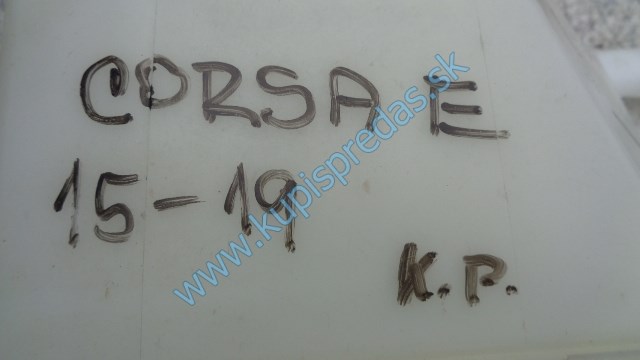 CORSA E
15-19
K.P.
www.kupispredas.sk